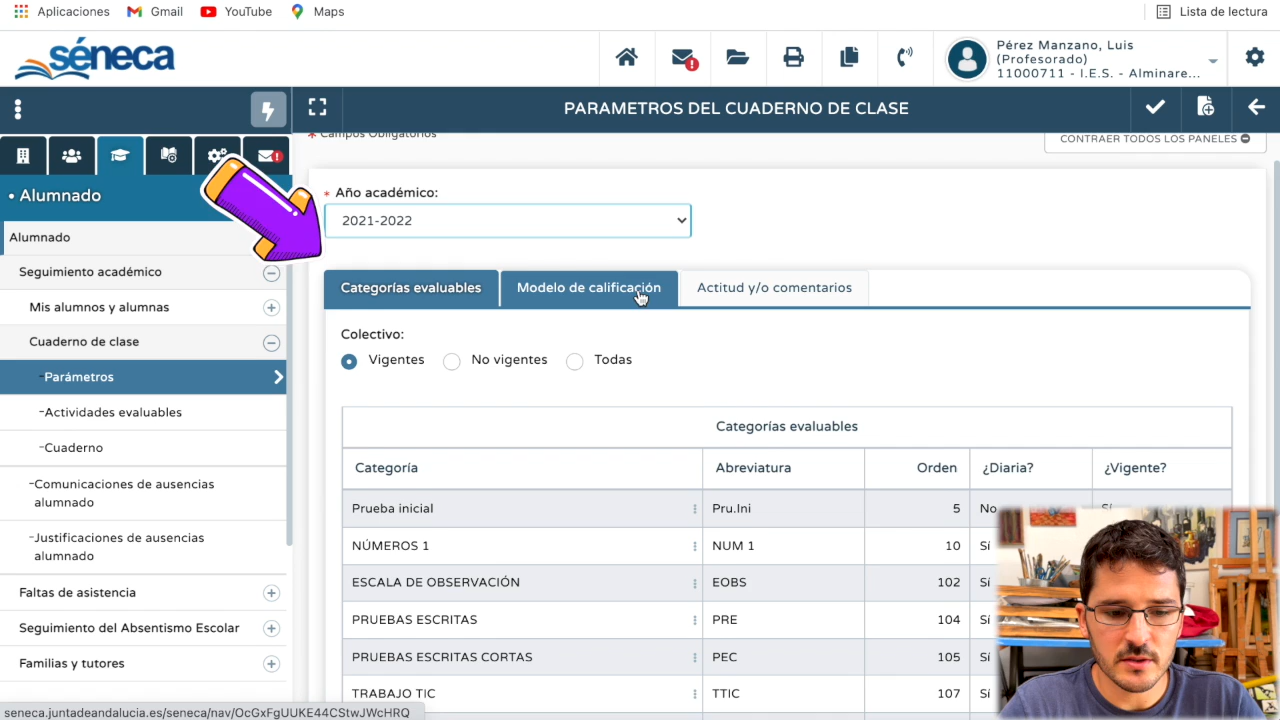 Aplicaciones
Gmail
YouTube
Maps
Lista de lectura
séneca
Pérez Manzano, Luis
(Profesorado)
11000711 - I.E.S. - Alminare...
PARAMETROS DEL CUADERNO DE CLASE
* Campos Obligatorios
CONTRAER TODOS LOS PANELES
• Alumnado
Alumnado
Seguimiento académico
Mis alumnos y alumnas
Cuaderno de clase
-Parámetros
-Actividades evaluables
-Cuaderno
-Comunicaciones de ausencias
alumnado
-Justificaciones de ausencias
alumnado
Faltas de asistencia
Seguimiento del Absentismo Escolar
Familias y tutores
* Año académico:
2021-2022
Categorías evaluables
Modelo de calificación
Actitud y/o comentarios
Colectivo:
Vigentes No vigentes Todas
Categorías evaluables
Categoría Abreviatura Orden ¿Diaria? ¿Vigente?
Prueba inicial Pru.Ini 5 No Sí
NÚMEROS 1 NUM 1 10 Sí
ESCALA DE OBSERVACIÓN EOBS 102 Sí
PRUEBAS ESCRITAS PRE 104 Sí
PRUEBAS ESCRITAS CORTAS PEC 105 Sí
TRABAJO TIC TTIC 107 Sí
seneca.juntadeandalucia.es/seneca/nav/OcGxFgUUKE44CStwJWcHRQ